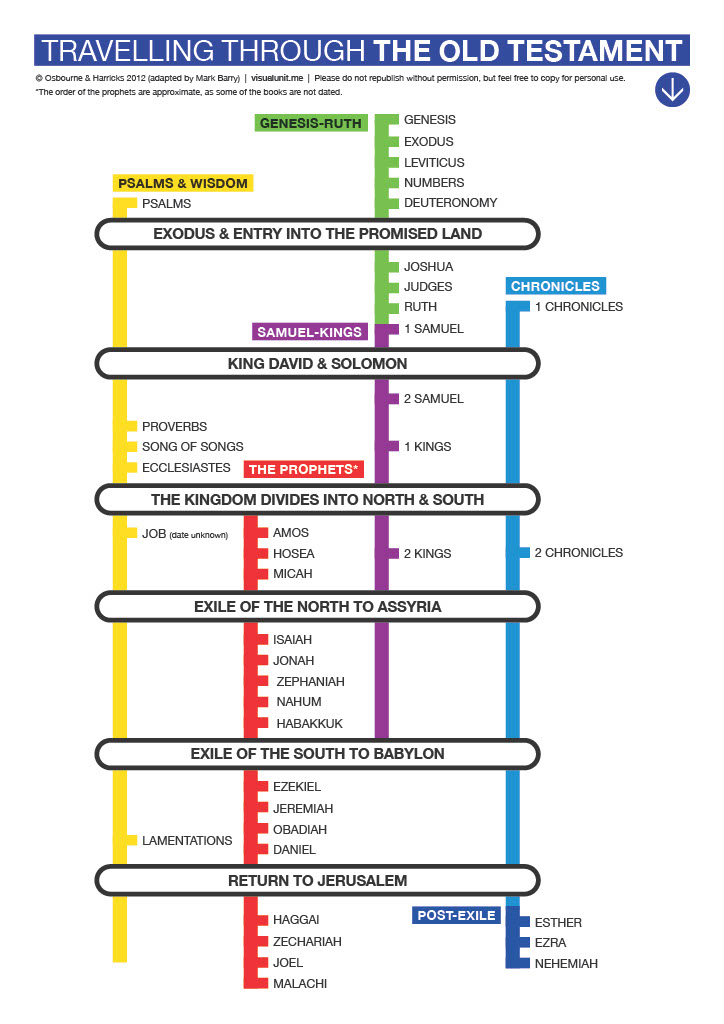 TRAVELLING THROUGH THE OLD TESTAMENT
© Osbourne & Harricks 2012 (adapted by Mark Barry) | visualunit.me | Please do not republish without permission, but feel free to copy for personal use.
*The order of the prophets are approximate, as some of the books are not dated.
GENESIS-RUTH
GENESIS
EXODUS
LEVITICUS
NUMBERS
DEUTERONOMY
PSALMS & WISDOM
PSALMS
EXODUS & ENTRY INTO THE PROMISED LAND
JOSHUA
JUDGES
RUTH
CHRONICLES
1 CHRONICLES
SAMUEL-KINGS
1 SAMUEL
KING DAVID & SOLOMON
2 SAMUEL
PROVERBS
SONG OF SONGS
ECCLESIASTES
1 KINGS
THE PROPHETS*
THE KINGDOM DIVIDES INTO NORTH & SOUTH
JOB (date unknown)
AMOS
HOSEA
MICAH
2 KINGS
2 CHRONICLES
EXILE OF THE NORTH TO ASSYRIA
ISAIAH
JONAH
ZEPHANIAH
NAHUM
HABAKKUK
EXILE OF THE SOUTH TO BABYLON
EZEKIEL
JEREMIAH
OBADIAH
DANIEL
LAMENTATIONS
RETURN TO JERUSALEM
HAGGAI
ZECHARIAH
JOEL
MALACHI
POST-EXILE
ESTHER
EZRA
NEHEMIAH